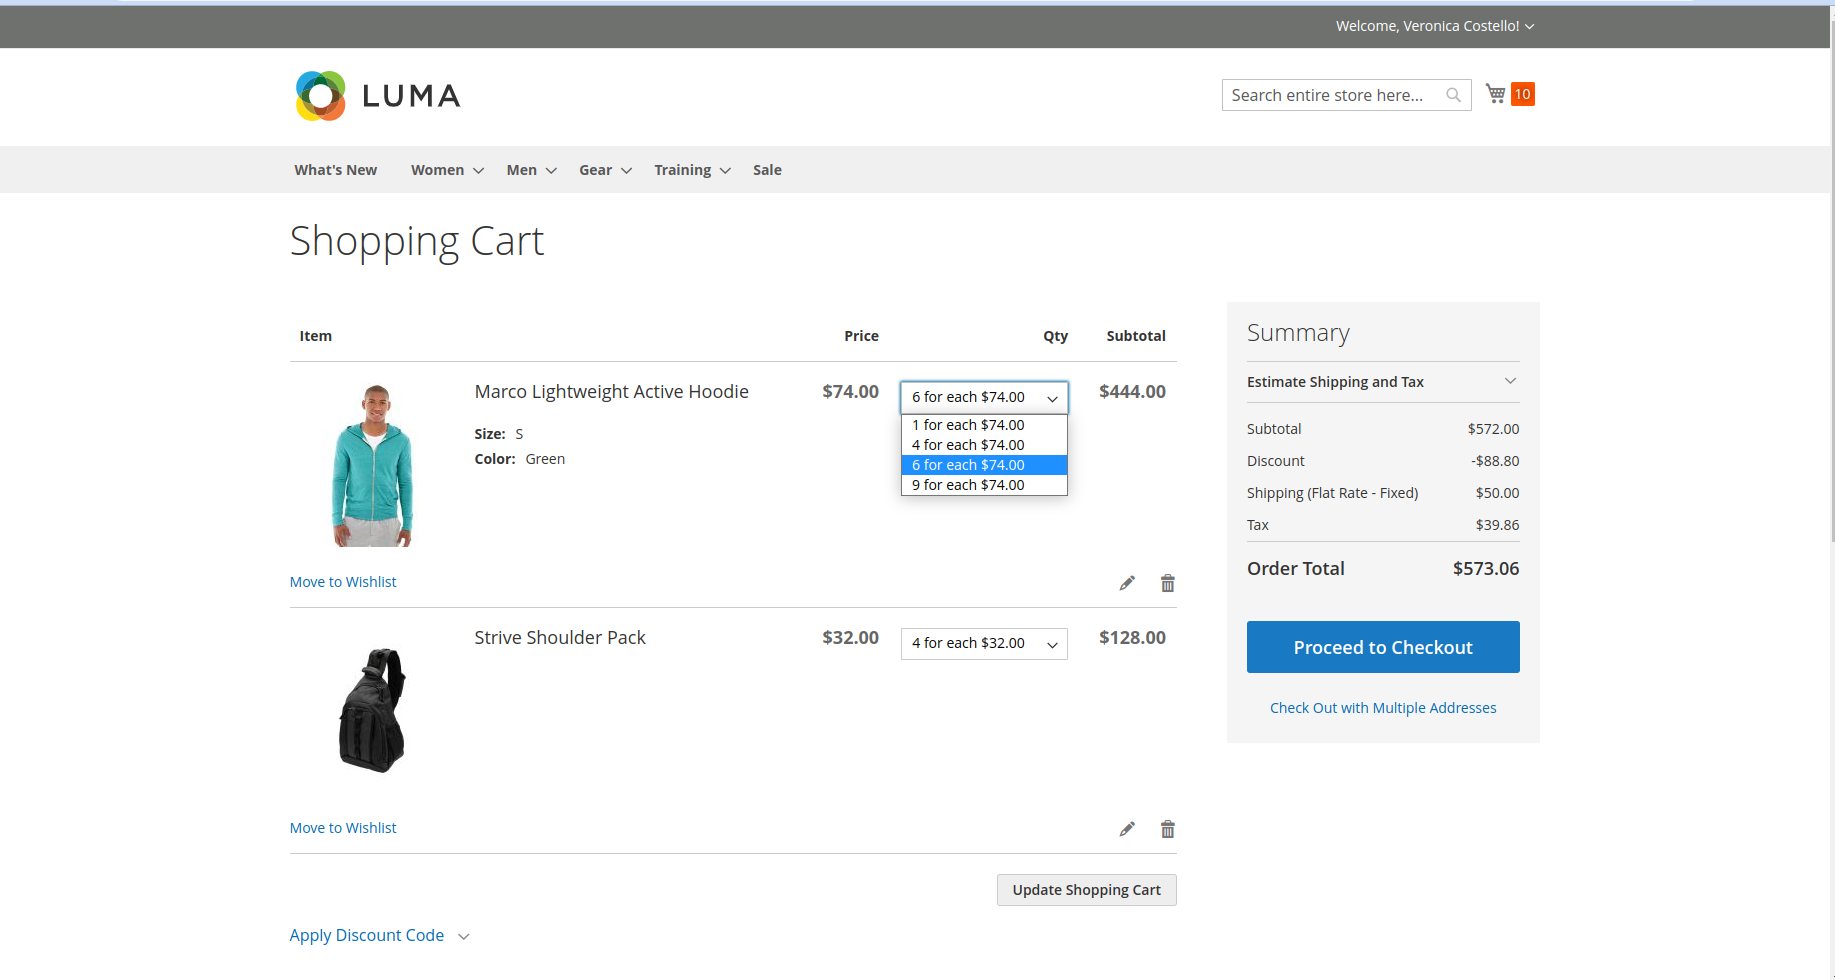 Welcome, Veronica Costello!
LUMA
Search entire store here...
10
What's New Women Men Gear Training Sale
Shopping Cart
Item Price Qty Subtotal
Marco Lightweight Active Hoodie $74.00 6 for each $74.00 $444.00
1 for each $74.00
4 for each $74.00
6 for each $74.00
9 for each $74.00
Size: S
Color: Green
Move to Wishlist
Strive Shoulder Pack $32.00 4 for each $32.00 $128.00
Move to Wishlist
Update Shopping Cart
Apply Discount Code
Summary
Estimate Shipping and Tax
Subtotal $572.00
Discount -$88.80
Shipping (Flat Rate - Fixed) $50.00
Tax $39.86
Order Total $573.06
Proceed to Checkout
Check Out with Multiple Addresses